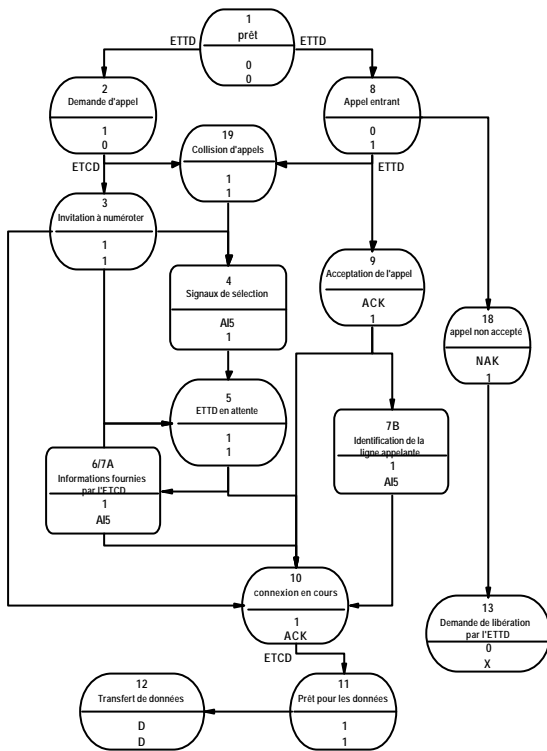 1
prêt
0
0
ETTD
ETTD
2
Demande d'appel
1
0
8
Appel entrant
0
1
19
Collision d'appels
1
1
ETCD
ETTD
3
Invitation à numéroter
1
1
4
Signaux de sélection
AI5
1
9
Acceptation de l'appel
ACK
1
18
appel non accepté
NAK
1
5
ETTD en attente
1
1
7B
Identification de la
ligne appelante
1
AI5
6/7A
Informations fournies
par l'ETCD
1
AI5
10
connexion en cours
1
ACK
13
Demande de libération
par l'ETTD
0
X
ETCD
12
Transfert de données
D
D
11
Prêt pour les données
1
1